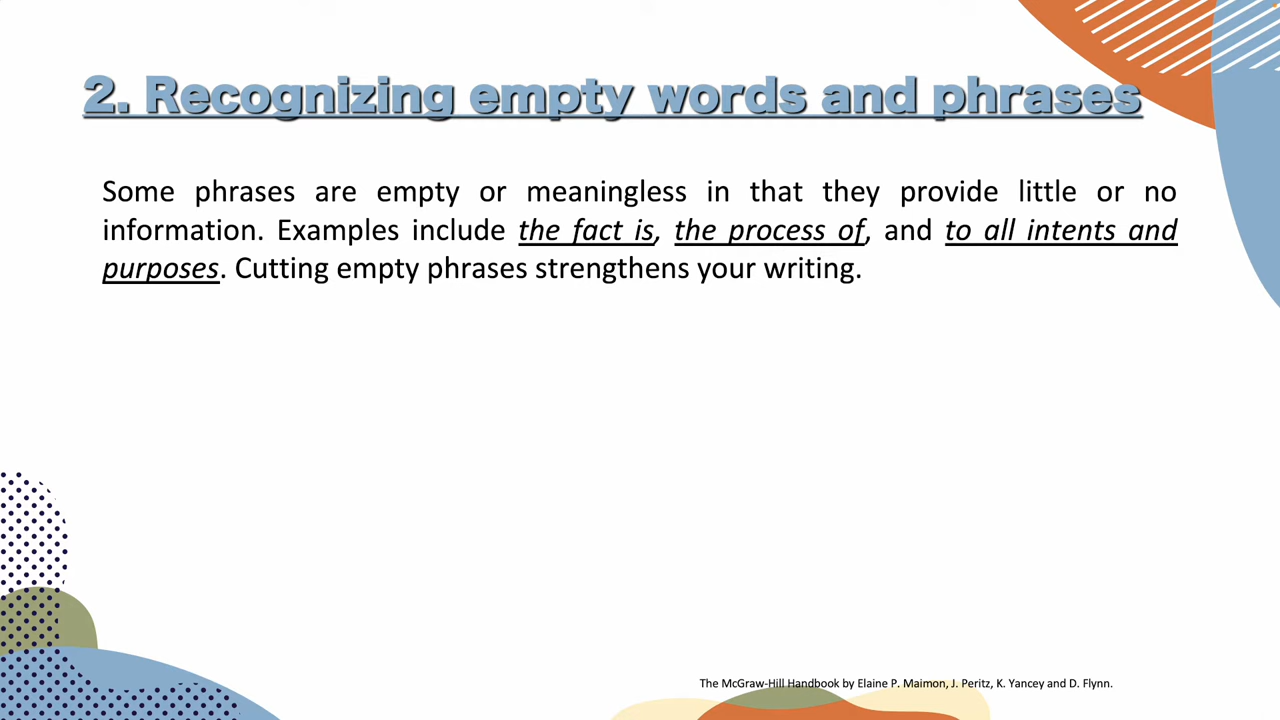 2. Recognizing empty words and phrases
Some phrases are empty or meaningless in that they provide little or no
information. Examples include the fact is, the process of, and to all intents and
purposes. Cutting empty phrases strengthens your writing.
The McGraw-Hill Handbook by Elaine P. Maimon, J. Peritz, K. Yancey and D. Flynn.